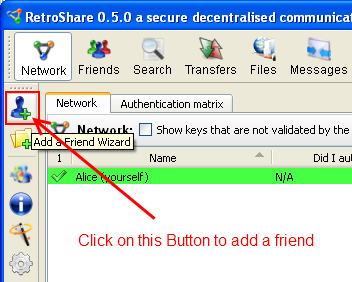 RetroShare 0.5.0 a secure decentralised communicat
Network Friends Search Transfers Files Messages
Network Authentication matrix
Network: Show keys that are not validated by the
Add a Friend Wizard
1 Name Did I au
Alice (yourself) N/A
Click on this Button to add a friend